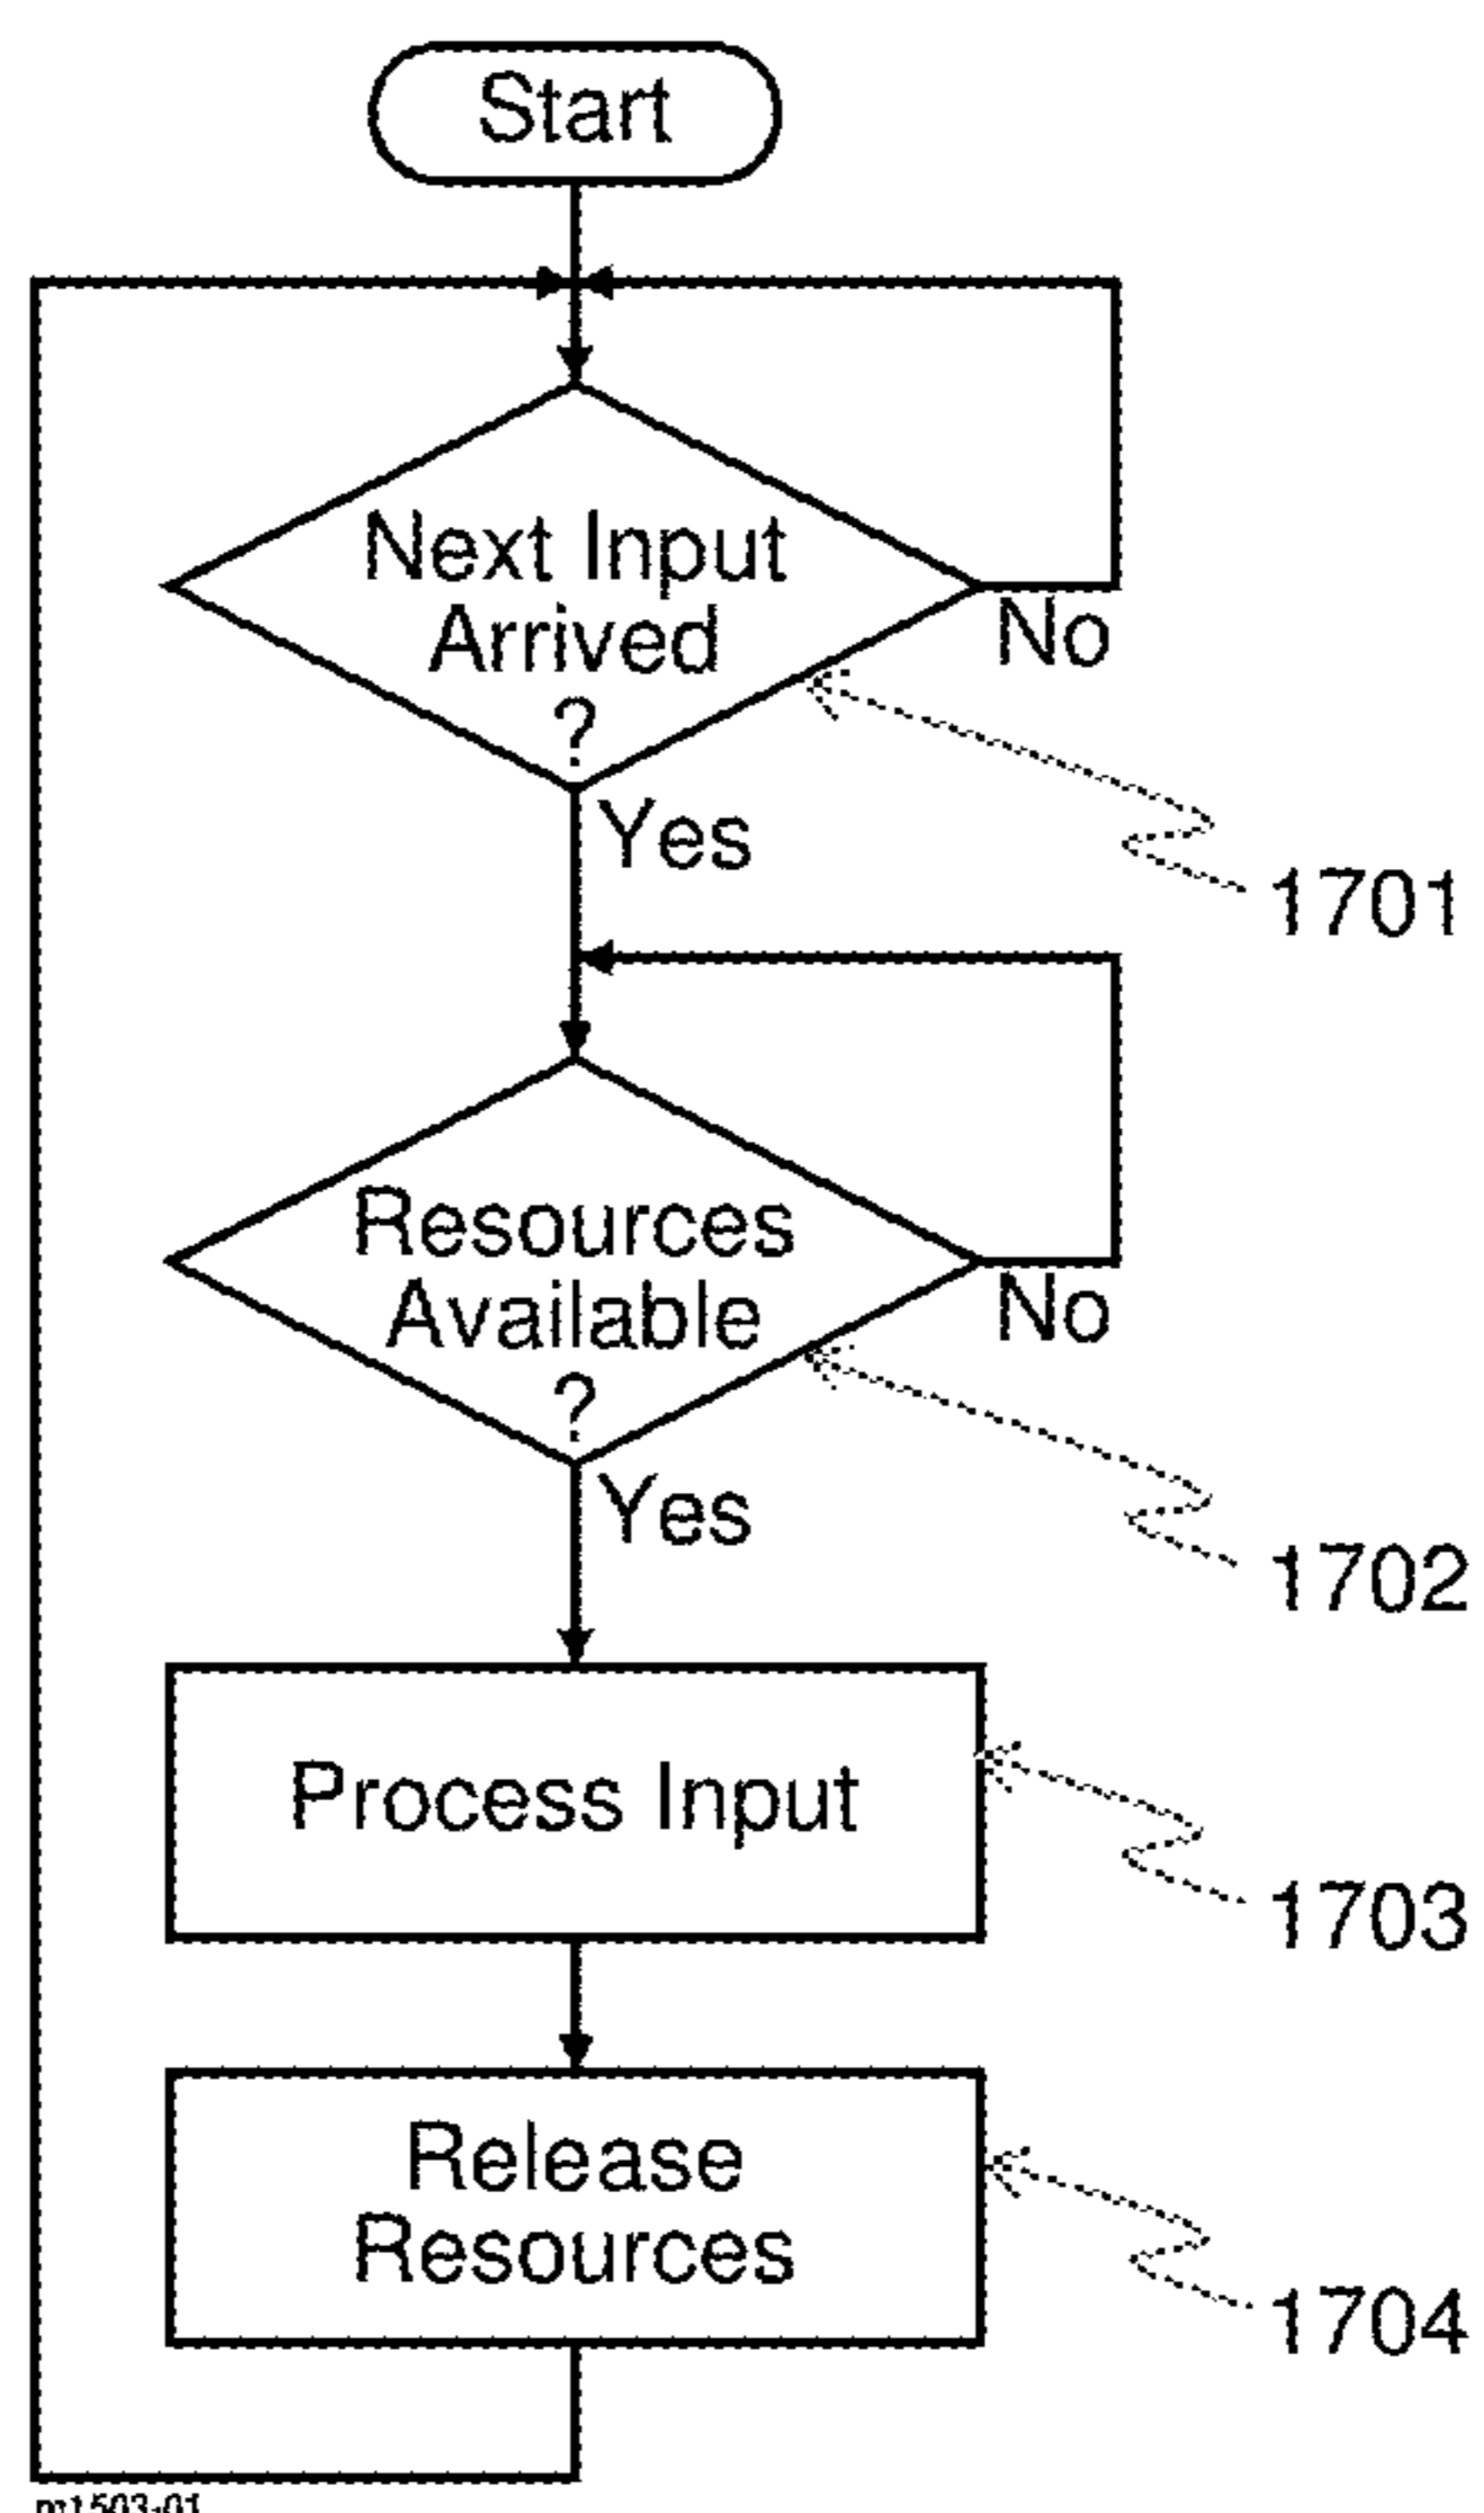 Start
Next Input
Arrived
?
No
Yes
1701
Resources
Available
?
No
Yes
1702
Process Input
1703
Release
Resources
1704